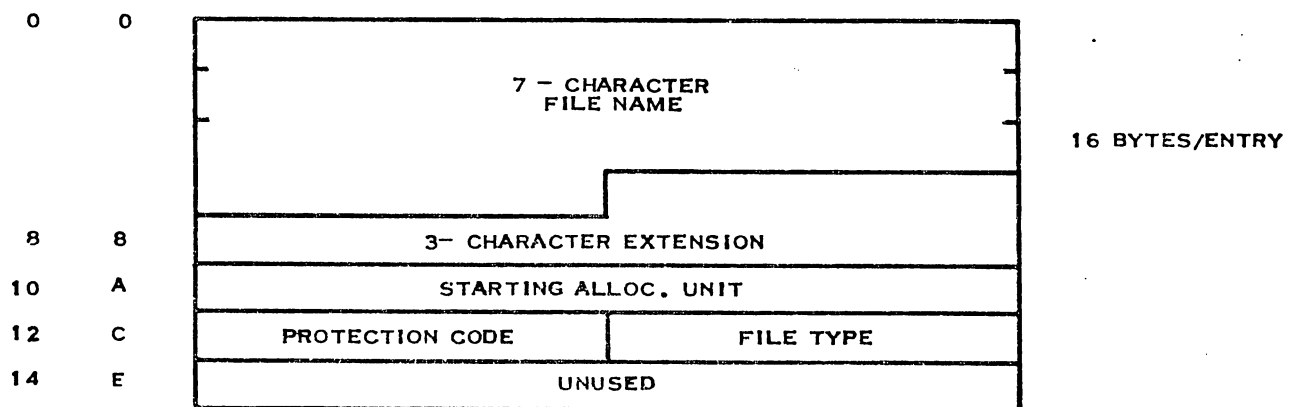 0 0
7 - CHARACTER
FILE NAME
16 BYTES/ENTRY
8 8 3- CHARACTER EXTENSION
10 A STARTING ALLOC. UNIT
12 C PROTECTION CODE FILE TYPE
14 E UNUSED